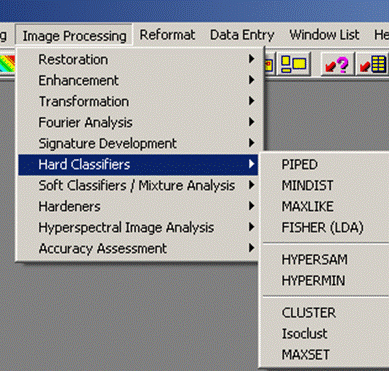 g Image Processing Reformat Data Entry Window List He
Restoration
Enhancement
Transformation
Fourier Analysis
Signature Development
Hard Classifiers
Soft Classifiers / Mixture Analysis
Hardeners
Hyperspectral Image Analysis
Accuracy Assessment
PIPED
MINDIST
MAXLIKE
FISHER (LDA)
HYPERSAM
HYPERMIN
CLUSTER
Isoclust
MAXSET